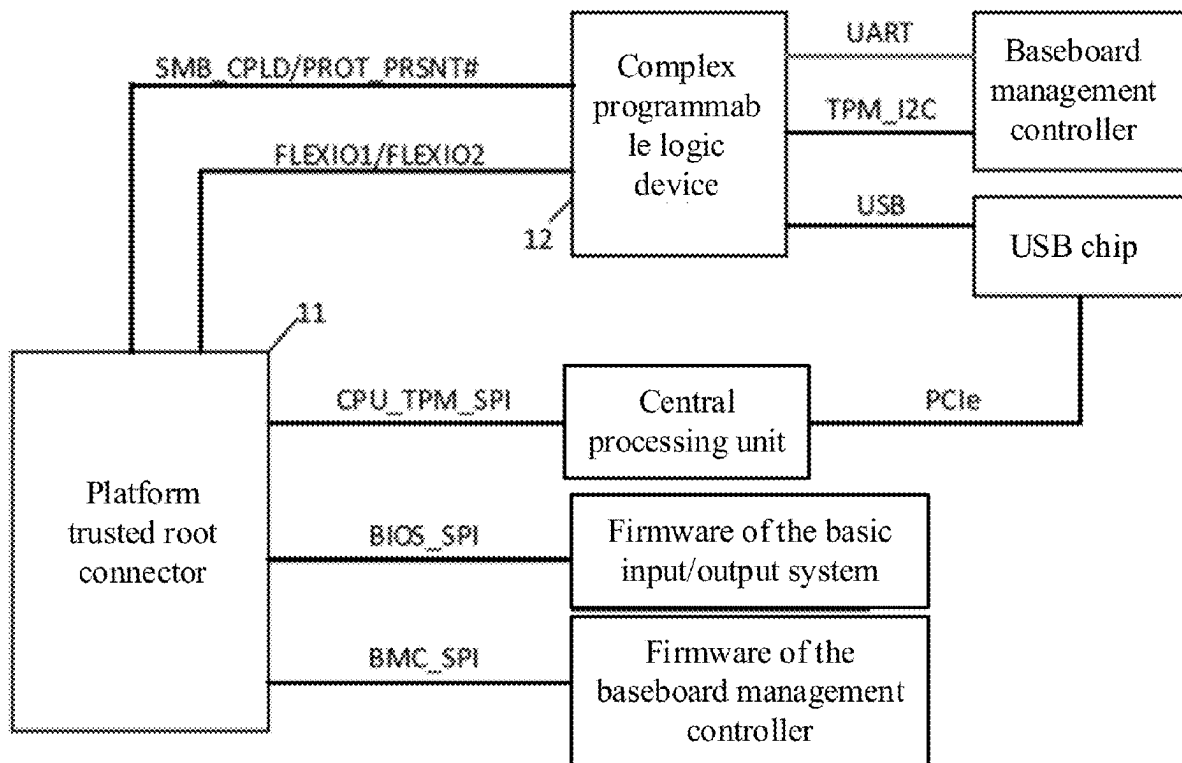 SMB_CPLD/PROT_PRSNT#
FLEXIO1/FLEXIO2
12
Complex
programmab
le logic
device
UART
TPM_I2C
USB
Baseboard
management
controller
USB chip
11
Platform
trusted root
connector
CPU_TPM_SPI
Central
processing unit
PCIe
BIOS_SPI
Firmware of the basic
input/output system
BMC_SPI
Firmware of the
baseboard management
controller